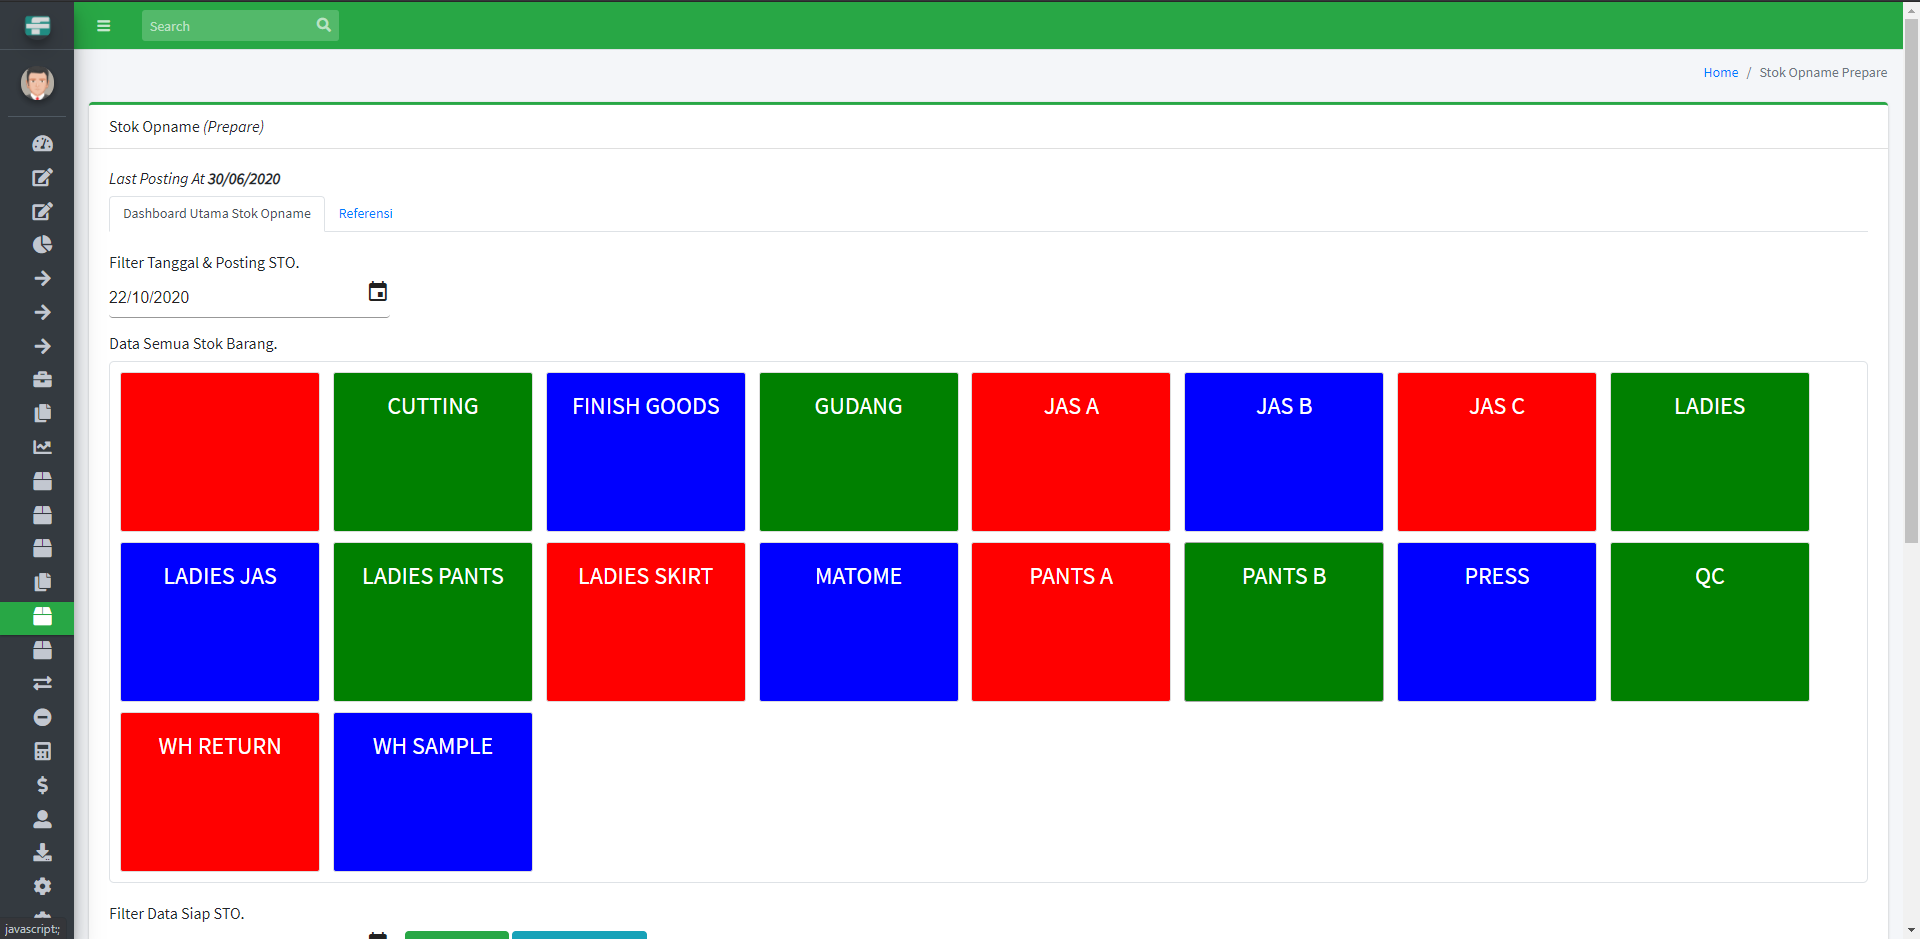 Search
Home / Stok Opname Prepare
Stok Opname (Prepare)
Last Posting At 30/06/2020
Dashboard Utama Stok Opname Referensi
Filter Tanggal & Posting STO.
22/10/2020
Data Semua Stok Barang.
CUTTING FINISH GOODS GUDANG JAS A JAS B JAS C LADIES
LADIES JAS LADIES PANTS LADIES SKIRT MATOME PANTS A PANTS B PRESS QC
WH RETURN WH SAMPLE
Filter Data Siap STO.
javascript:;